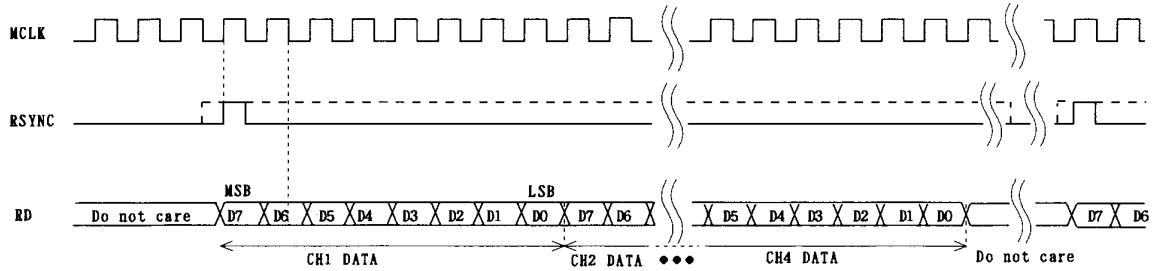 MCLK
RSYNC
MSB LSB
RD Do not care D7 D6 D5 D4 D3 D2 D1 D0 D7 D6 D5 D4 D3 D2 D1 D0 D7 D6
CH1 DATA CH2 DATA ●●● CH4 DATA Do not care